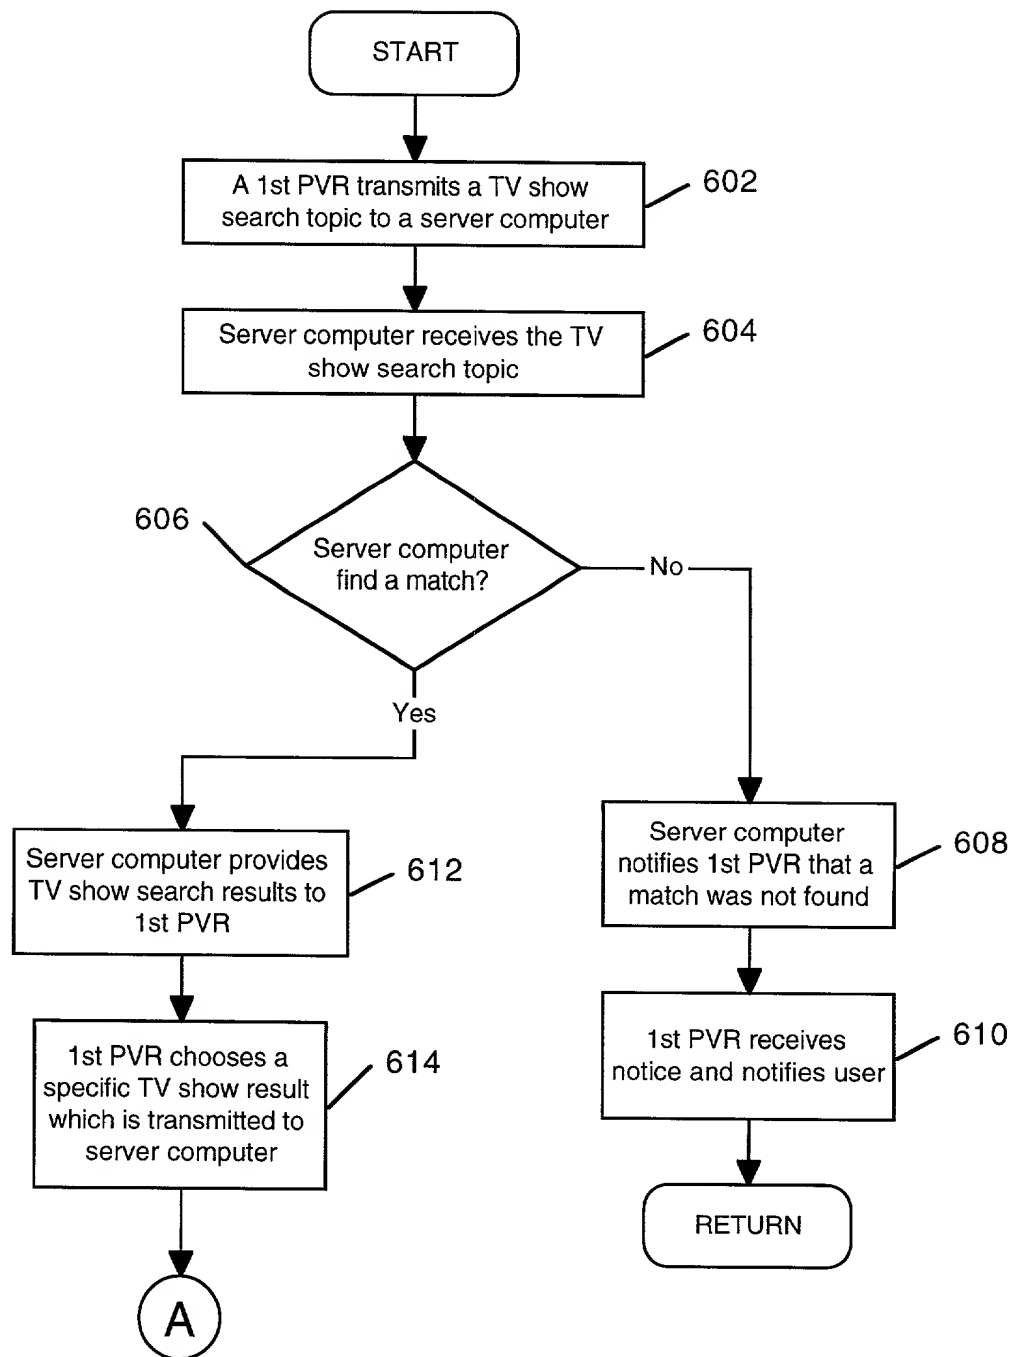 START
A 1st PVR transmits a TV show
search topic to a server computer
602
Server computer receives the TV
show search topic
604
606
Server computer
find a match?
No
Yes
Server computer provides
TV show search results to
1st PVR
612
Server computer
notifies 1st PVR that a
match was not found
608
1st PVR chooses a
specific TV show result
which is transmitted to
server computer
614
1st PVR receives
notice and notifies user
610
RETURN
A